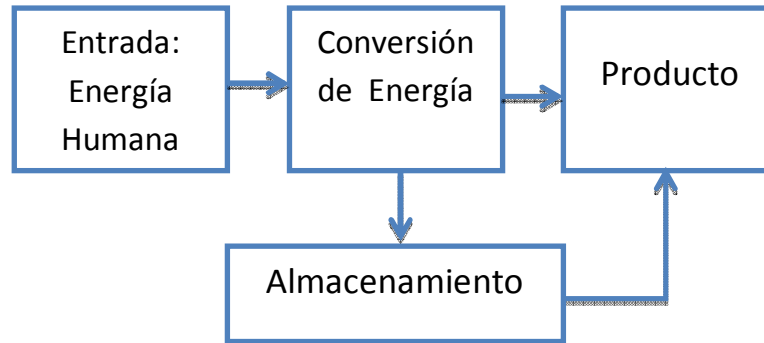 Entrada:
Energía
Humana
Conversión
de Energía
Producto
Almacenamiento